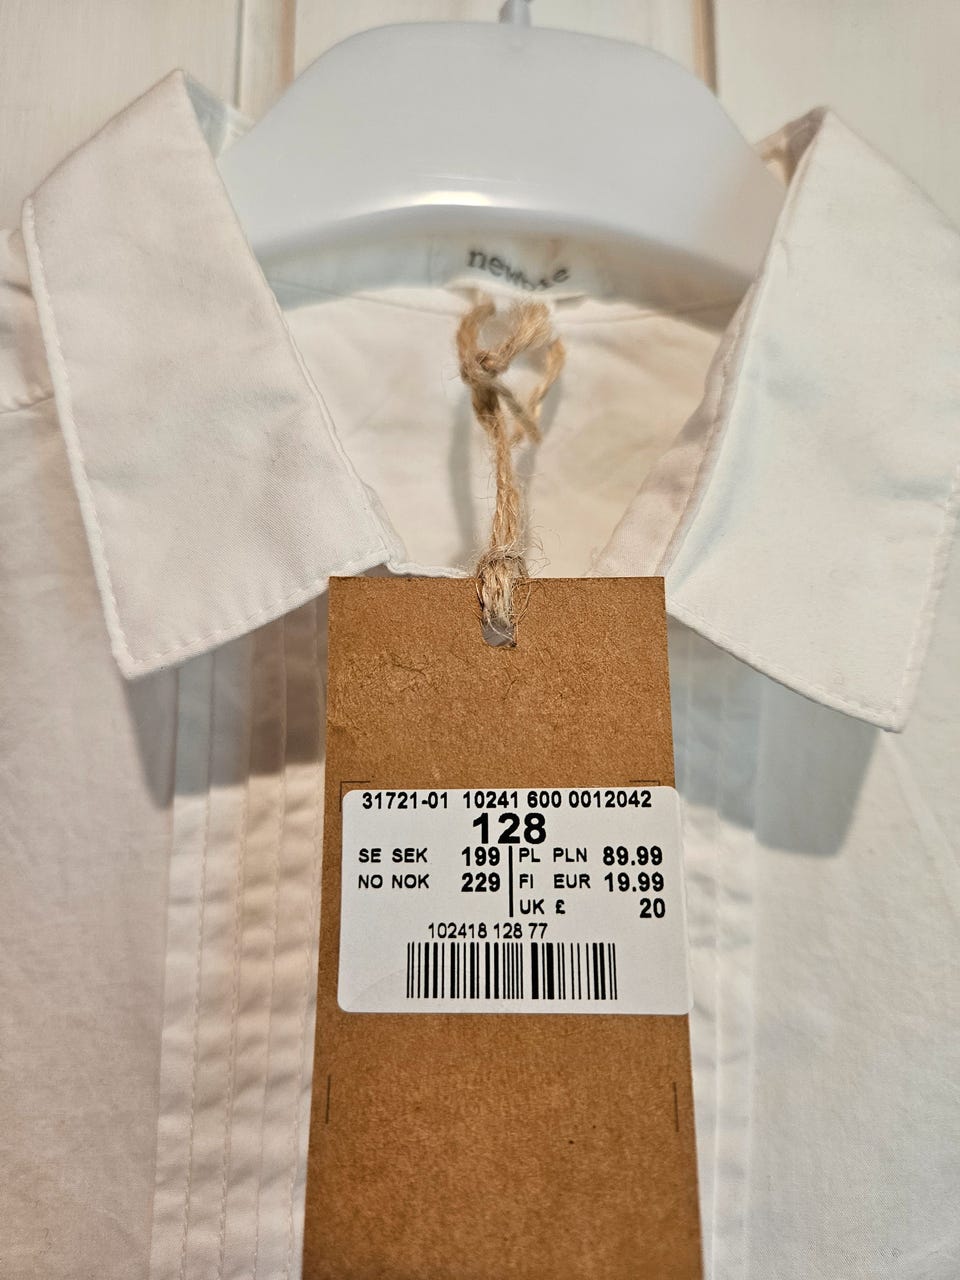 newbie
31721-01 10241 600 0012042
128
SE SEK 199 PL PLN 89.99
NO NOK 229 FI EUR 19.99
UK £ 20
102418 128 77